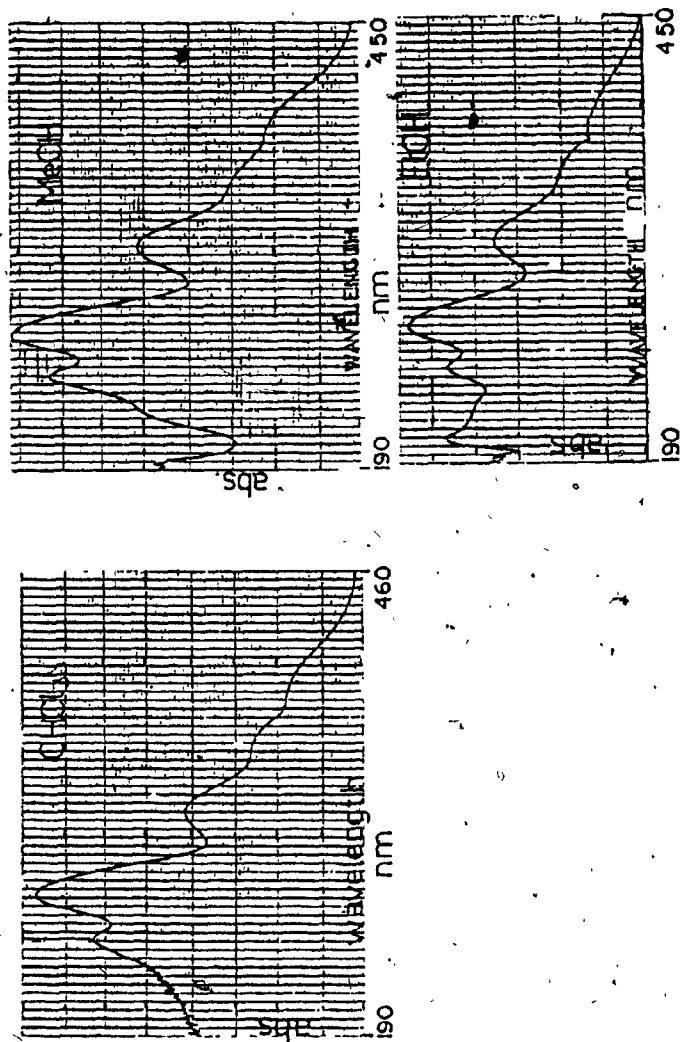 MeOH
abs.
WAVELENGTH
nm
190
450
EtOH
abs
WAVELENGTH nm
190
450
CHCl3
abs
wavelength
nm
190
460